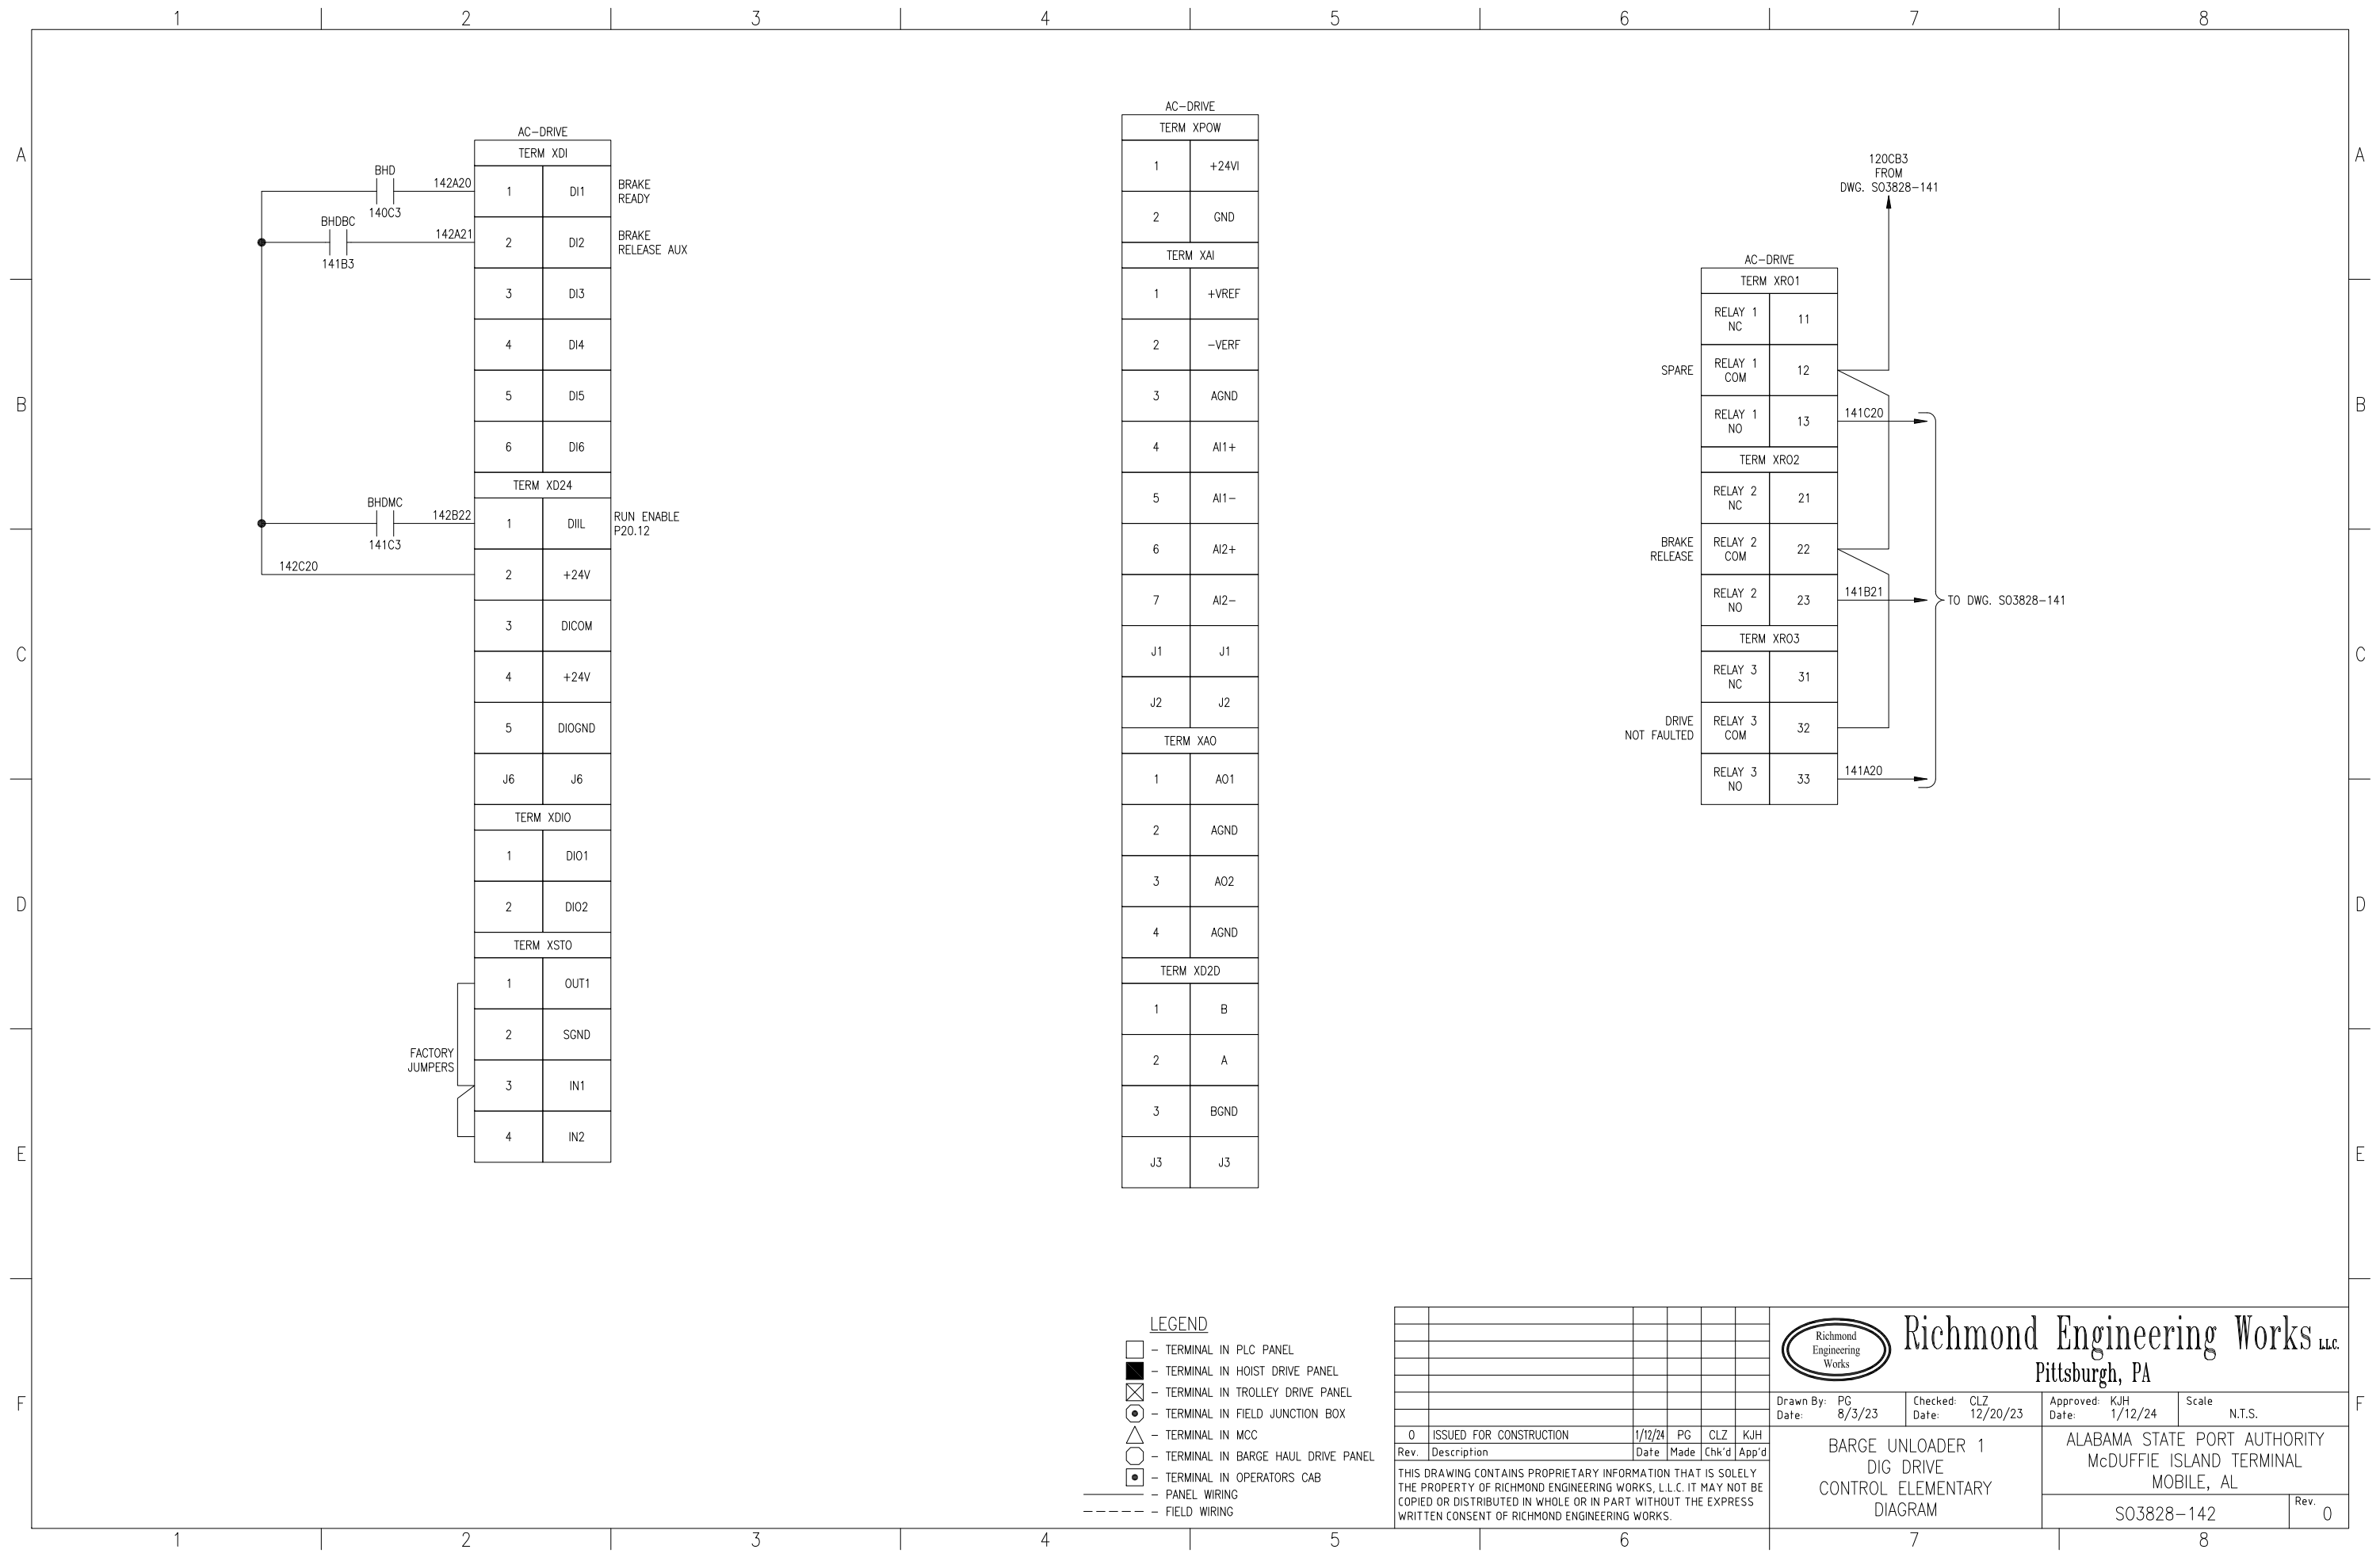 1 2 3 4 5 6 7 8
A
B
C
D
E
F
AC-DRIVE
TERM XDI
1 DI1
2 DI2
3 DI3
4 DI4
5 DI5
6 DI6
TERM XD24
1 DIIL
2 +24V
3 DICOM
4 +24V
5 DIOGND
J6 J6
TERM XDIO
1 DIO1
2 DIO2
TERM XSTO
1 OUT1
2 SGND
3 IN1
4 IN2
BHD
142A20
140C3
BRAKE
READY
BHDBC
142A21
141B3
BRAKE
RELEASE AUX
BHDMC
142B22
141C3
RUN ENABLE
P20.12
142C20
FACTORY
JUMPERS
AC-DRIVE
TERM XPOW
1 +24VI
2 GND
TERM XAI
1 +VREF
2 -VERF
3 AGND
4 AI1+
5 AI1-
6 AI2+
7 AI2-
J1 J1
J2 J2
TERM XAO
1 AO1
2 AGND
3 AO2
4 AGND
TERM XD2D
1 B
2 A
3 BGND
J3 J3
120CB3
FROM
DWG. SO3828-141
AC-DRIVE
TERM XRO1
RELAY 1
NC
11
SPARE
RELAY 1
COM
12
RELAY 1
NO
13
141C20
TERM XRO2
RELAY 2
NC
21
BRAKE
RELEASE
RELAY 2
COM
22
RELAY 2
NO
23
141B21
TO DWG. SO3828-141
TERM XRO3
RELAY 3
NC
31
DRIVE
NOT FAULTED
RELAY 3
COM
32
RELAY 3
NO
33
141A20
LEGEND
- TERMINAL IN PLC PANEL
- TERMINAL IN HOIST DRIVE PANEL
- TERMINAL IN TROLLEY DRIVE PANEL
- TERMINAL IN FIELD JUNCTION BOX
- TERMINAL IN MCC
- TERMINAL IN BARGE HAUL DRIVE PANEL
- TERMINAL IN OPERATORS CAB
- PANEL WIRING
- FIELD WIRING
0 ISSUED FOR CONSTRUCTION 1/12/24 PG CLZ KJH
Rev. Description Date Made Chk'd App'd
THIS DRAWING CONTAINS PROPRIETARY INFORMATION THAT IS SOLELY
THE PROPERTY OF RICHMOND ENGINEERING WORKS, L.L.C. IT MAY NOT BE
COPIED OR DISTRIBUTED IN WHOLE OR IN PART WITHOUT THE EXPRESS
WRITTEN CONSENT OF RICHMOND ENGINEERING WORKS.
Richmond
Engineering
Works
Richmond Engineering Works L.L.C.
Pittsburgh, PA
Drawn By: PG
Date: 8/3/23
Checked: CLZ
Date: 12/20/23
Approved: KJH
Date: 1/12/24
Scale
N.T.S.
BARGE UNLOADER 1
DIG DRIVE
CONTROL ELEMENTARY
DIAGRAM
ALABAMA STATE PORT AUTHORITY
McDUFFIE ISLAND TERMINAL
MOBILE, AL
SO3828-142
Rev.
0
A
B
C
D
E
F
1 2 3 4 5 6 7 8